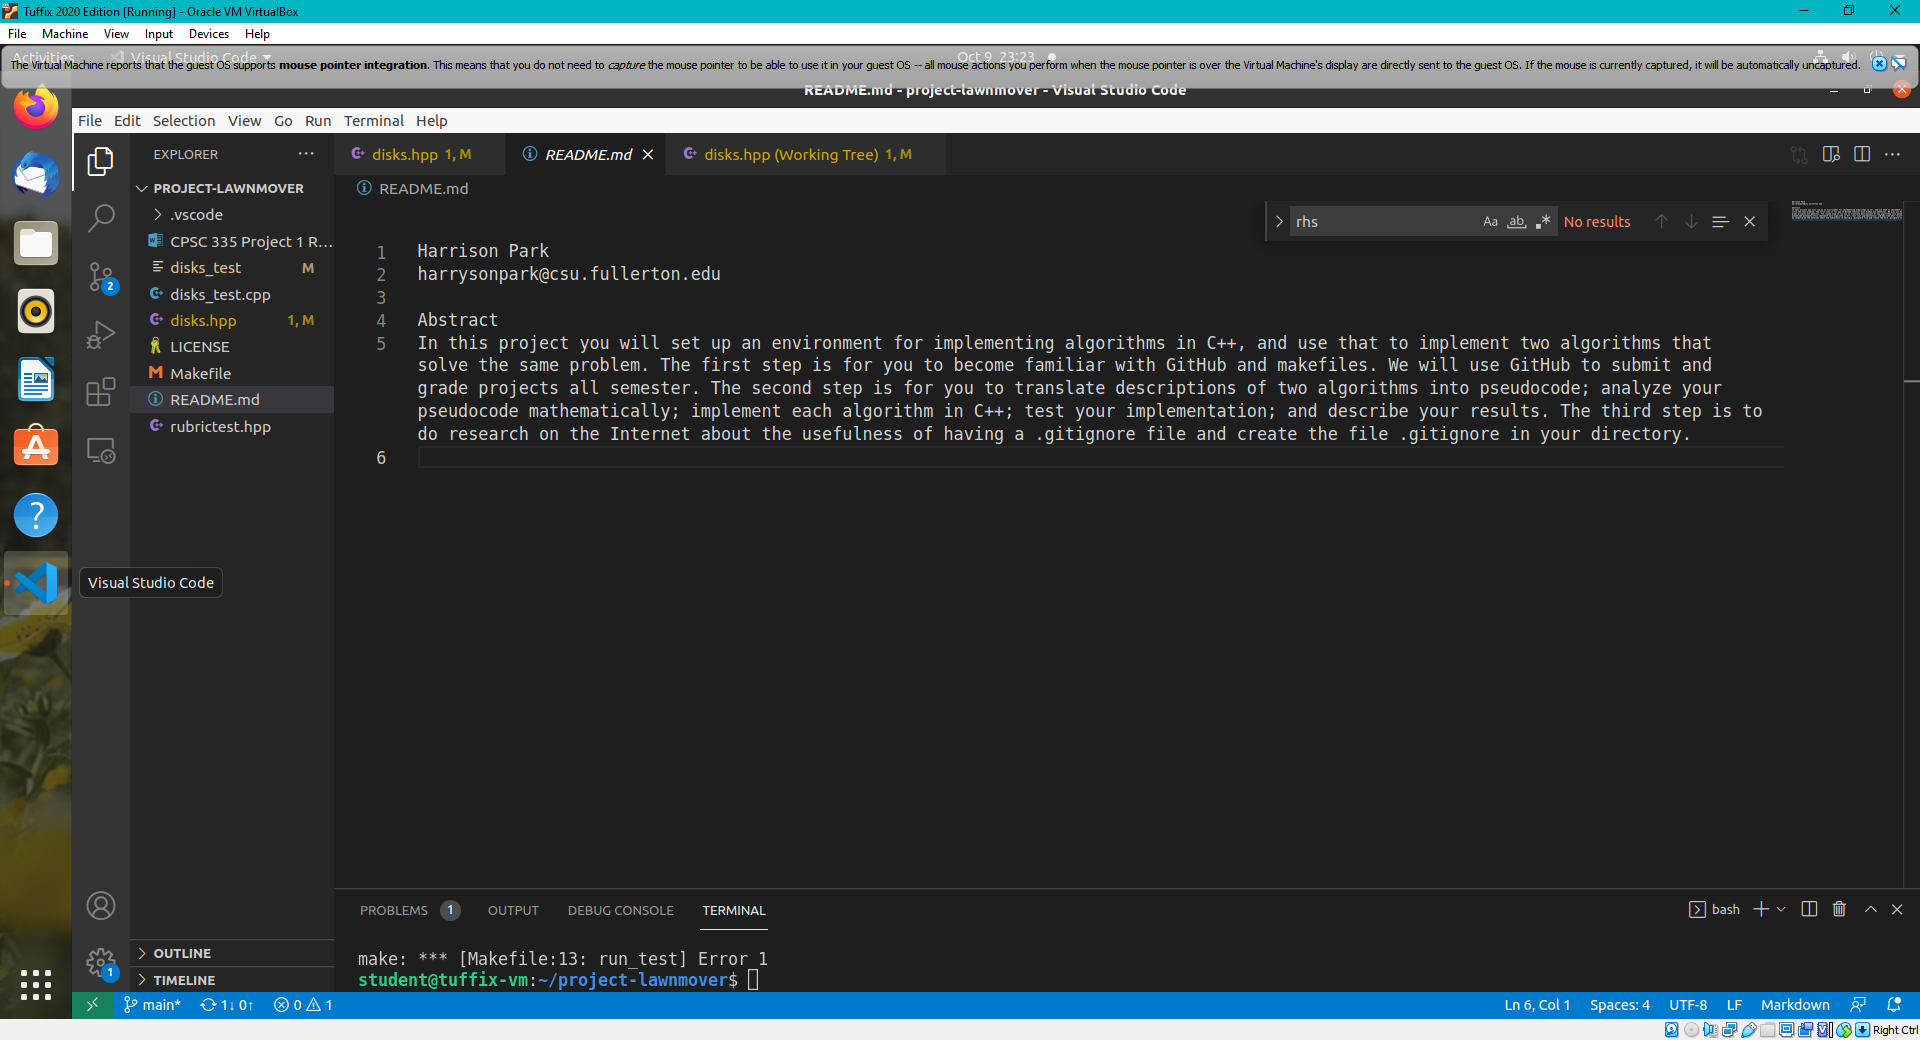 Tuffix 2020 Edition [Running] - Oracle VM VirtualBox
File Machine View Input Devices Help
Activities Visual Studio Code Oct 9 23:23
The Virtual Machine reports that the guest OS supports mouse pointer integration. This means that you do not need to capture the mouse pointer to be able to use it in your guest OS -- all mouse actions you perform when the mouse pointer is over the Virtual Machine's display are directly sent to the guest OS. If the mouse is currently captured, it will be automatically uncaptured.
README.md - project-lawnmover - Visual Studio Code
File Edit Selection View Go Run Terminal Help
EXPLORER
disks.hpp 1, M
README.md
disks.hpp (Working Tree) 1, M
PROJECT-LAWNMOVER
.vscode
CPSC 335 Project 1 R...
disks_test M
disks_test.cpp
disks.hpp 1, M
LICENSE
Makefile
README.md
rubrictest.hpp
2
Visual Studio Code
1
OUTLINE
TIMELINE
README.md
rhs Aa ab No results
1 Harrison Park
2 harrysonpark@csu.fullerton.edu
3
4 Abstract
5 In this project you will set up an environment for implementing algorithms in C++, and use that to implement two algorithms that
solve the same problem. The first step is for you to become familiar with GitHub and makefiles. We will use GitHub to submit and
grade projects all semester. The second step is for you to translate descriptions of two algorithms into pseudocode; analyze your
pseudocode mathematically; implement each algorithm in C++; test your implementation; and describe your results. The third step is to
do research on the Internet about the usefulness of having a .gitignore file and create the file .gitignore in your directory.
6
PROBLEMS 1 OUTPUT DEBUG CONSOLE TERMINAL bash
make: *** [Makefile:13: run_test] Error 1
student@tuffix-vm:~/project-lawnmover$
main* 1↓ 0↑ 0 1 Ln 6, Col 1 Spaces: 4 UTF-8 LF Markdown
Right Ctrl